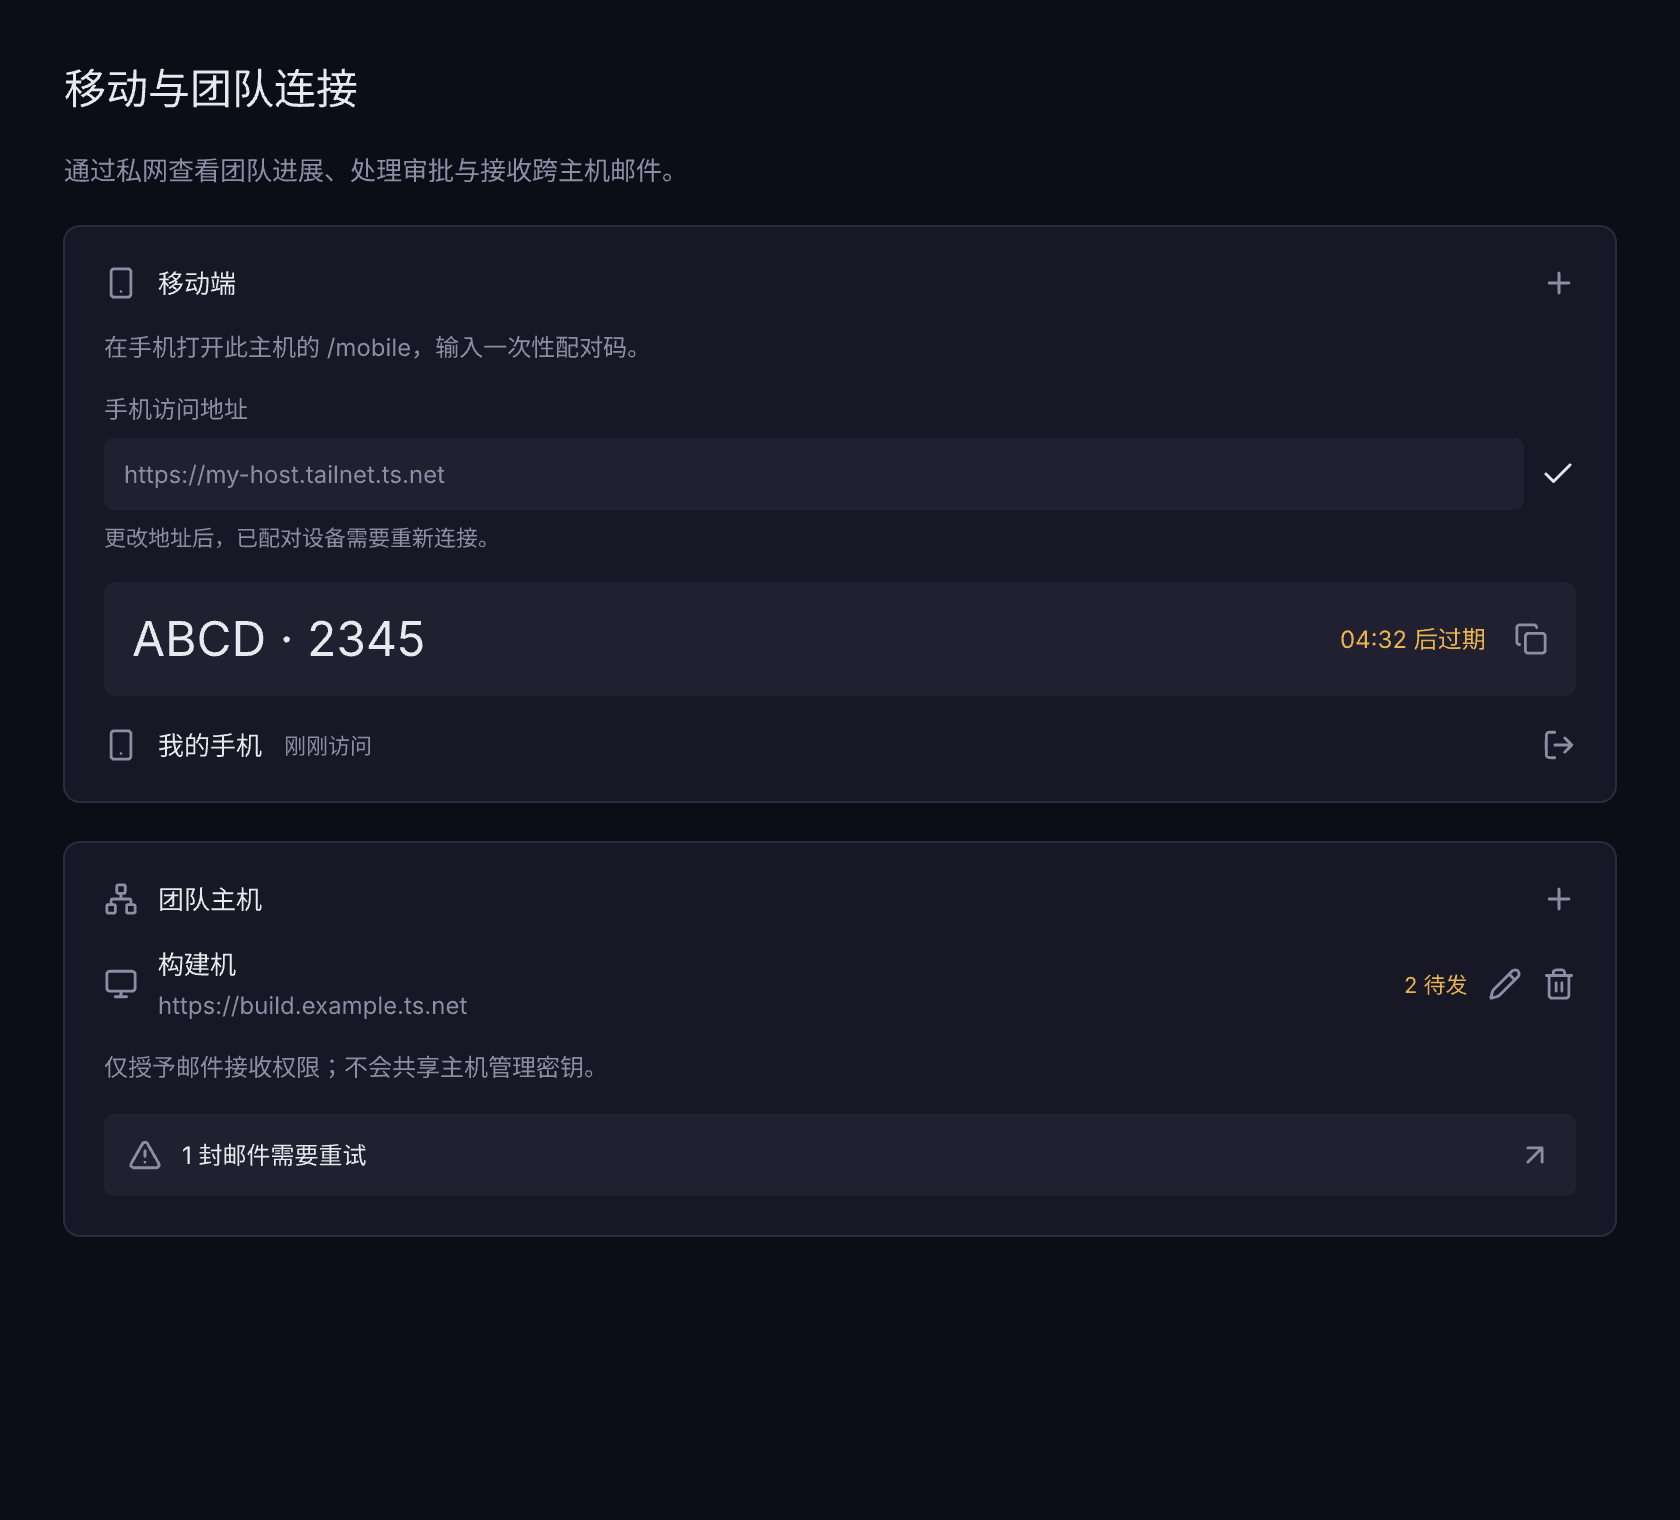 移动与团队连接
通过私网查看团队进展、处理审批与接收跨主机邮件。
移动端
在手机打开此主机的 /mobile，输入一次性配对码。
手机访问地址
https://my-host.tailnet.ts.net
更改地址后，已配对设备需要重新连接。
ABCD · 2345
04:32 后过期
我的手机 刚刚访问
团队主机
构建机
https://build.example.ts.net
2 待发
仅授予邮件接收权限；不会共享主机管理密钥。
1 封邮件需要重试